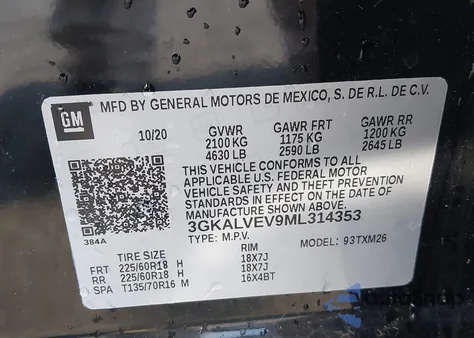 GM
MFD BY GENERAL MOTORS DE MEXICO, S. DE R.L. DE C.V.
10/20 GVWR GAWR FRT GAWR RR
2100 KG 1175 KG 1200 KG
4630 LB 2590 LB 2645 LB
THIS VEHICLE CONFORMS TO ALL
APPLICABLE U.S. FEDERAL MOTOR
VEHICLE SAFETY AND THEFT PREVENTION
STANDARDS IN EFFECT ON THE DATE OF
MANUFACTURE SHOWN ABOVE.
3GKALVEV9ML314353
TYPE: M.P.V. MODEL: 93TXM26
384A
TIRE SIZE RIM
FRT 225/60R18 H 18X7J
RR 225/60R18 H 18X7J
SPA T135/70R16 M 16X4BT